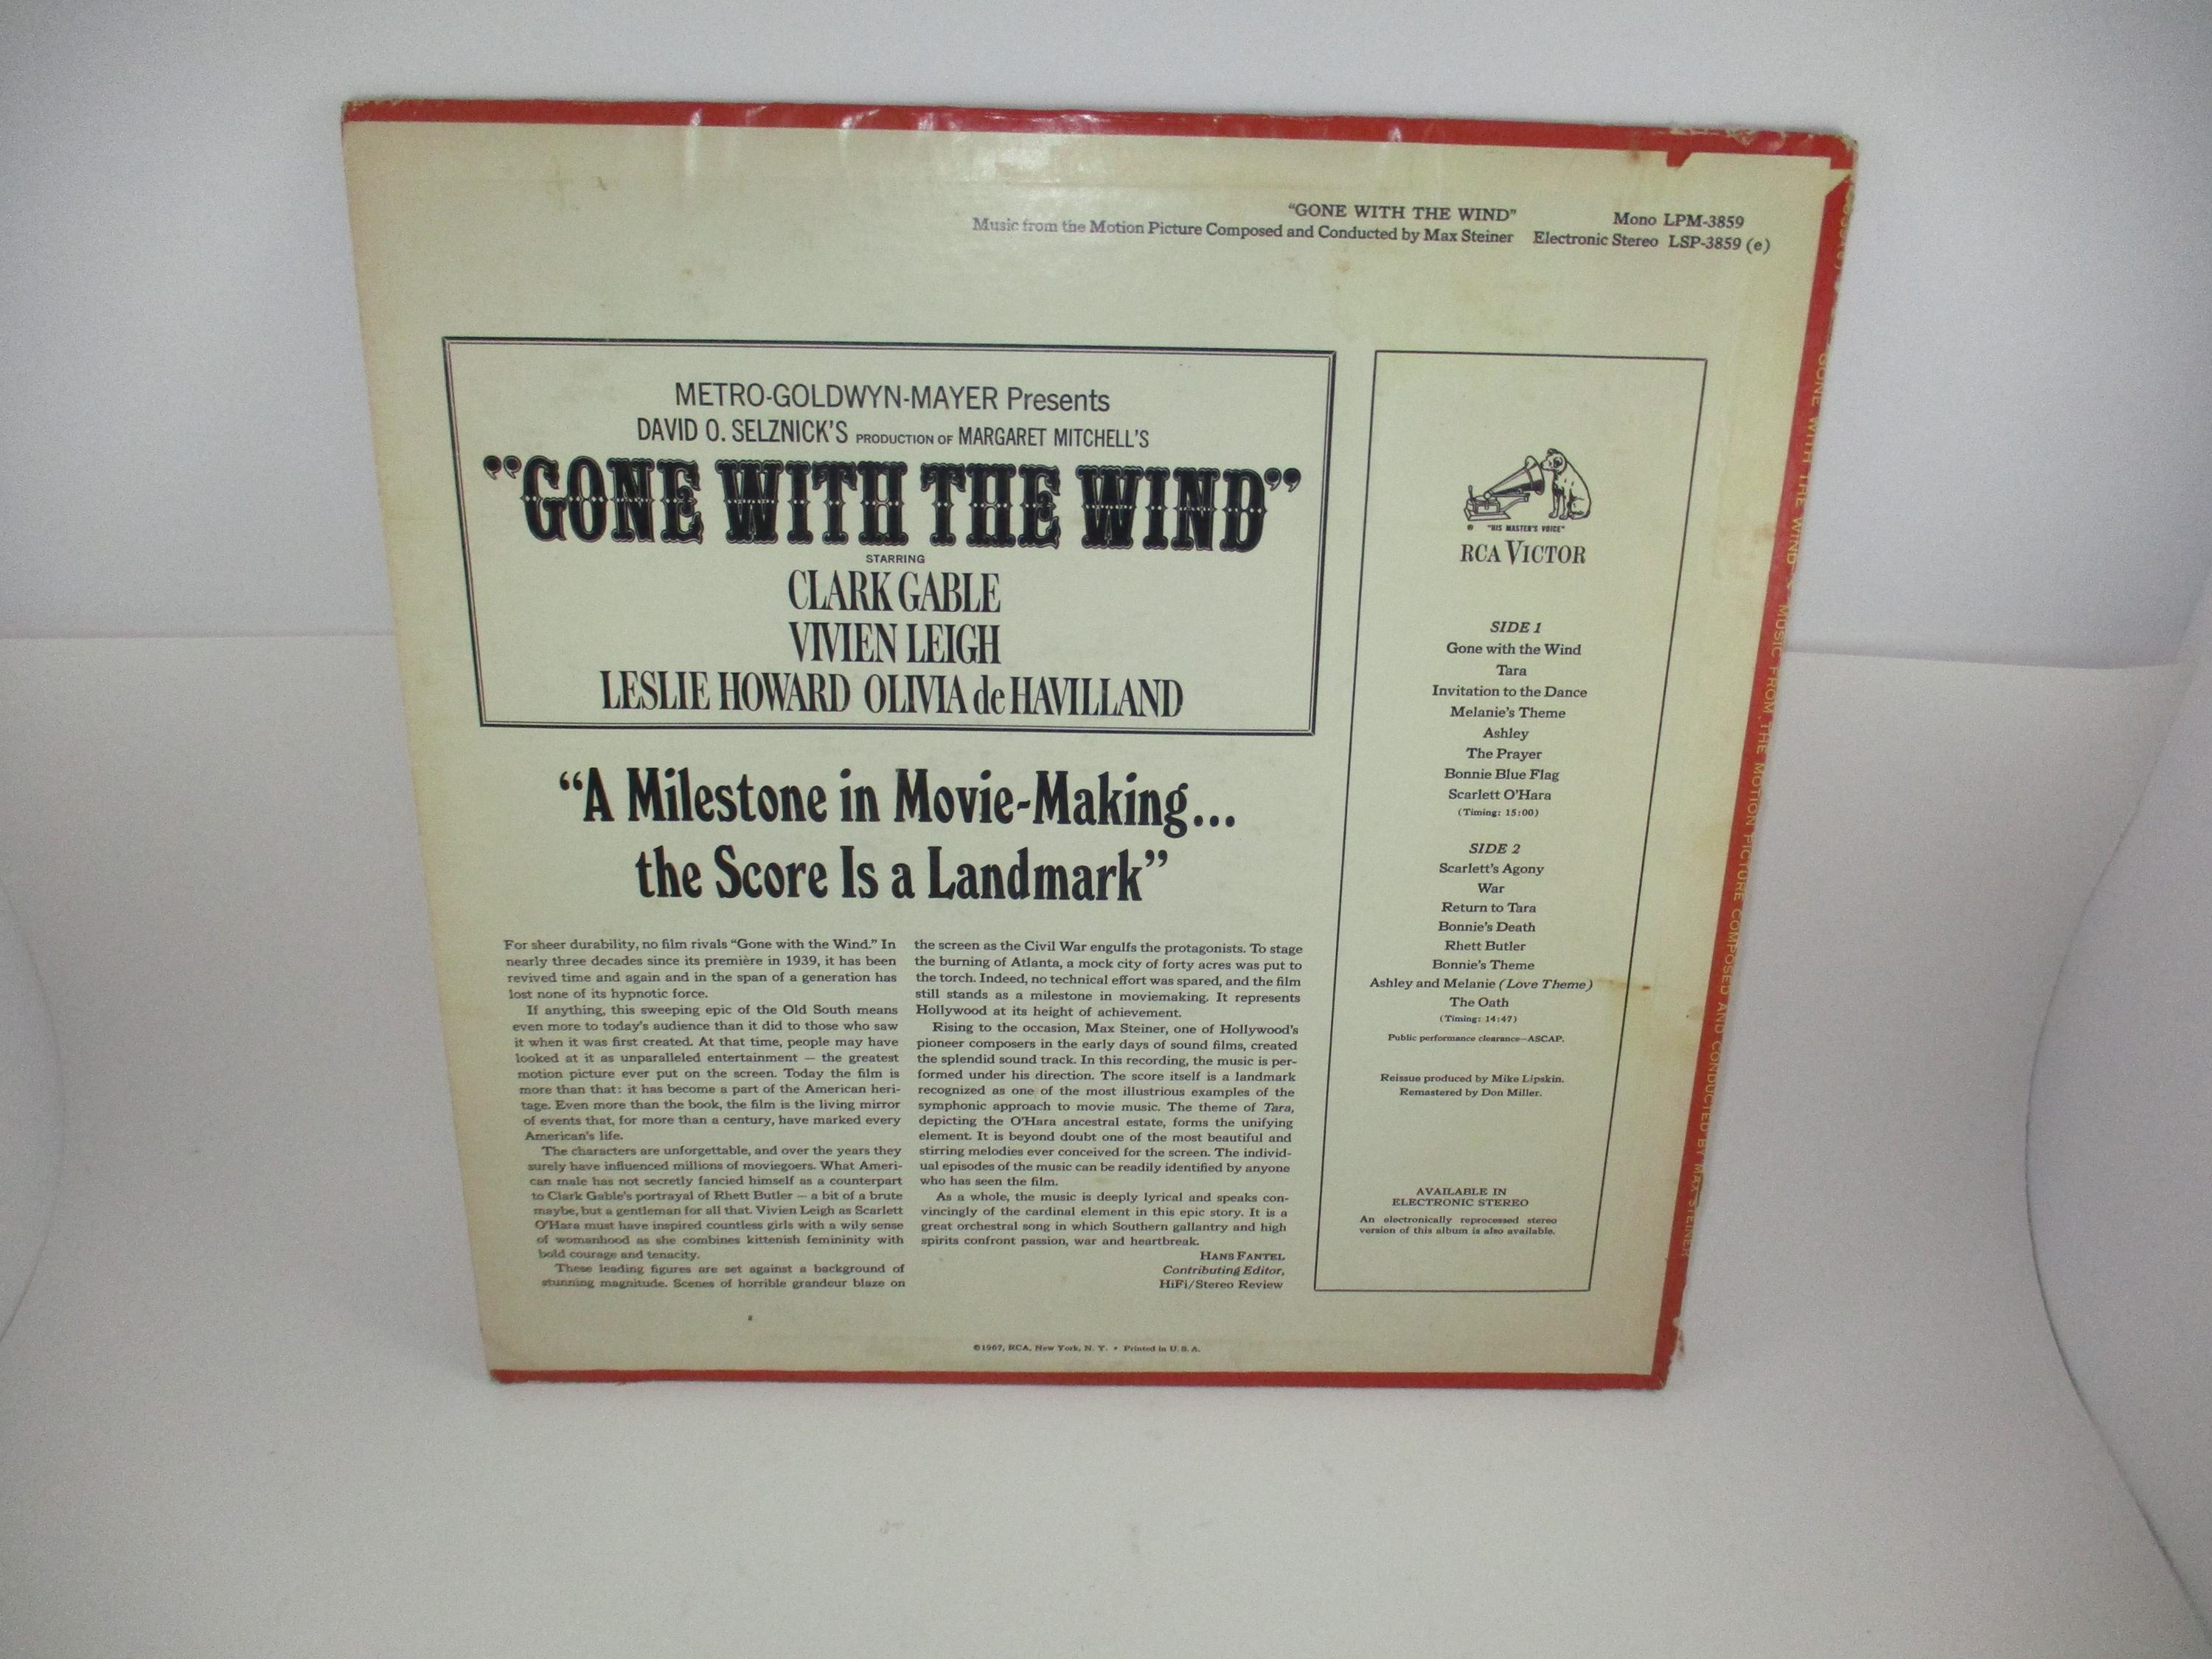 "GONE WITH THE WIND"
Music from the Motion Picture Composed and Conducted by Max Steiner
Mono LPM-3859
Electronic Stereo LSP-3859 (e)
METRO-GOLDWYN-MAYER Presents
DAVID O. SELZNICK'S PRODUCTION OF MARGARET MITCHELL'S
"GONE WITH THE WIND"
STARRING
CLARK GABLE
VIVIEN LEIGH
LESLIE HOWARD OLIVIA de HAVILLAND
"A Milestone in Movie-Making...
the Score Is a Landmark"
For sheer durability, no film rivals "Gone with the Wind." In
nearly three decades since its première in 1939, it has been
revived time and again and in the span of a generation has
lost none of its hypnotic force.
If anything, this sweeping epic of the Old South means
even more to today's audience than it did to those who saw
it when it was first created. At that time, people may have
looked at it as unparalleled entertainment — the greatest
motion picture ever put on the screen. Today the film is
more than that: it has become a part of the American heri-
tage. Even more than the book, the film is the living mirror
of events that, for more than a century, have marked every
American's life.
The characters are unforgettable, and over the years they
surely have influenced millions of moviegoers. What Ameri-
can male has not secretly fancied himself as a counterpart
to Clark Gable's portrayal of Rhett Butler — a bit of a brute
maybe, but a gentleman for all that. Vivien Leigh as Scarlett
O'Hara must have inspired countless girls with a wily sense
of womanhood as she combines kittenish femininity with
bold courage and tenacity.
These leading figures are set against a background of
stunning magnitude. Scenes of horrible grandeur blaze on
the screen as the Civil War engulfs the protagonists. To stage
the burning of Atlanta, a mock city of forty acres was put to
the torch. Indeed, no technical effort was spared, and the film
still stands as a milestone in moviemaking. It represents
Hollywood at its height of achievement.
Rising to the occasion, Max Steiner, one of Hollywood's
pioneer composers in the early days of sound films, created
the splendid sound track. In this recording, the music is per-
formed under his direction. The score itself is a landmark
recognized as one of the most illustrious examples of the
symphonic approach to movie music. The theme of Tara,
depicting the O'Hara ancestral estate, forms the unifying
element. It is beyond doubt one of the most beautiful and
stirring melodies ever conceived for the screen. The individ-
ual episodes of the music can be readily identified by anyone
who has seen the film.
As a whole, the music is deeply lyrical and speaks con-
vincingly of the cardinal element in this epic story. It is a
great orchestral song in which Southern gallantry and high
spirits confront passion, war and heartbreak.
HANS FANTEL
Contributing Editor,
HiFi/Stereo Review
®
"HIS MASTER'S VOICE"
RCA VICTOR
SIDE 1
Gone with the Wind
Tara
Invitation to the Dance
Melanie's Theme
Ashley
The Prayer
Bonnie Blue Flag
Scarlett O'Hara
(Timing: 15:00)
SIDE 2
Scarlett's Agony
War
Return to Tara
Bonnie's Death
Rhett Butler
Bonnie's Theme
Ashley and Melanie (Love Theme)
The Oath
(Timing: 14:47)
Public performance clearance—ASCAP.
Reissue produced by Mike Lipskin.
Remastered by Don Miller.
AVAILABLE IN
ELECTRONIC STEREO
An electronically reprocessed stereo
version of this album is also available.
©1967, RCA, New York, N. Y. • Printed in U. S. A.
GONE WITH THE WIND MUSIC FROM THE MOTION PICTURE COMPOSED AND CONDUCTED BY MAX STEINER